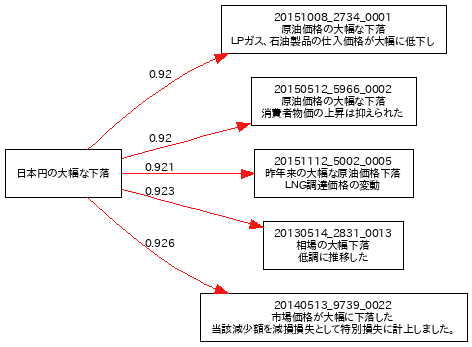 20151008_2734_0001
原油価格の大幅な下落
LPガス、石油製品の仕入価格が大幅に低下し
0.92
20150512_5966_0002
原油価格の大幅な下落
消費者物価の上昇は抑えられた
0.92
日本円の大幅な下落
0.921
20151112_5002_0005
昨年来の大幅な原油価格下落
LNG調達価格の変動
0.923
20130514_2831_0013
相場の大幅下落
低調に推移した
0.926
20140513_9739_0022
市場価格が大幅に下落した
当該減少額を減損損失として特別損失に計上しました。